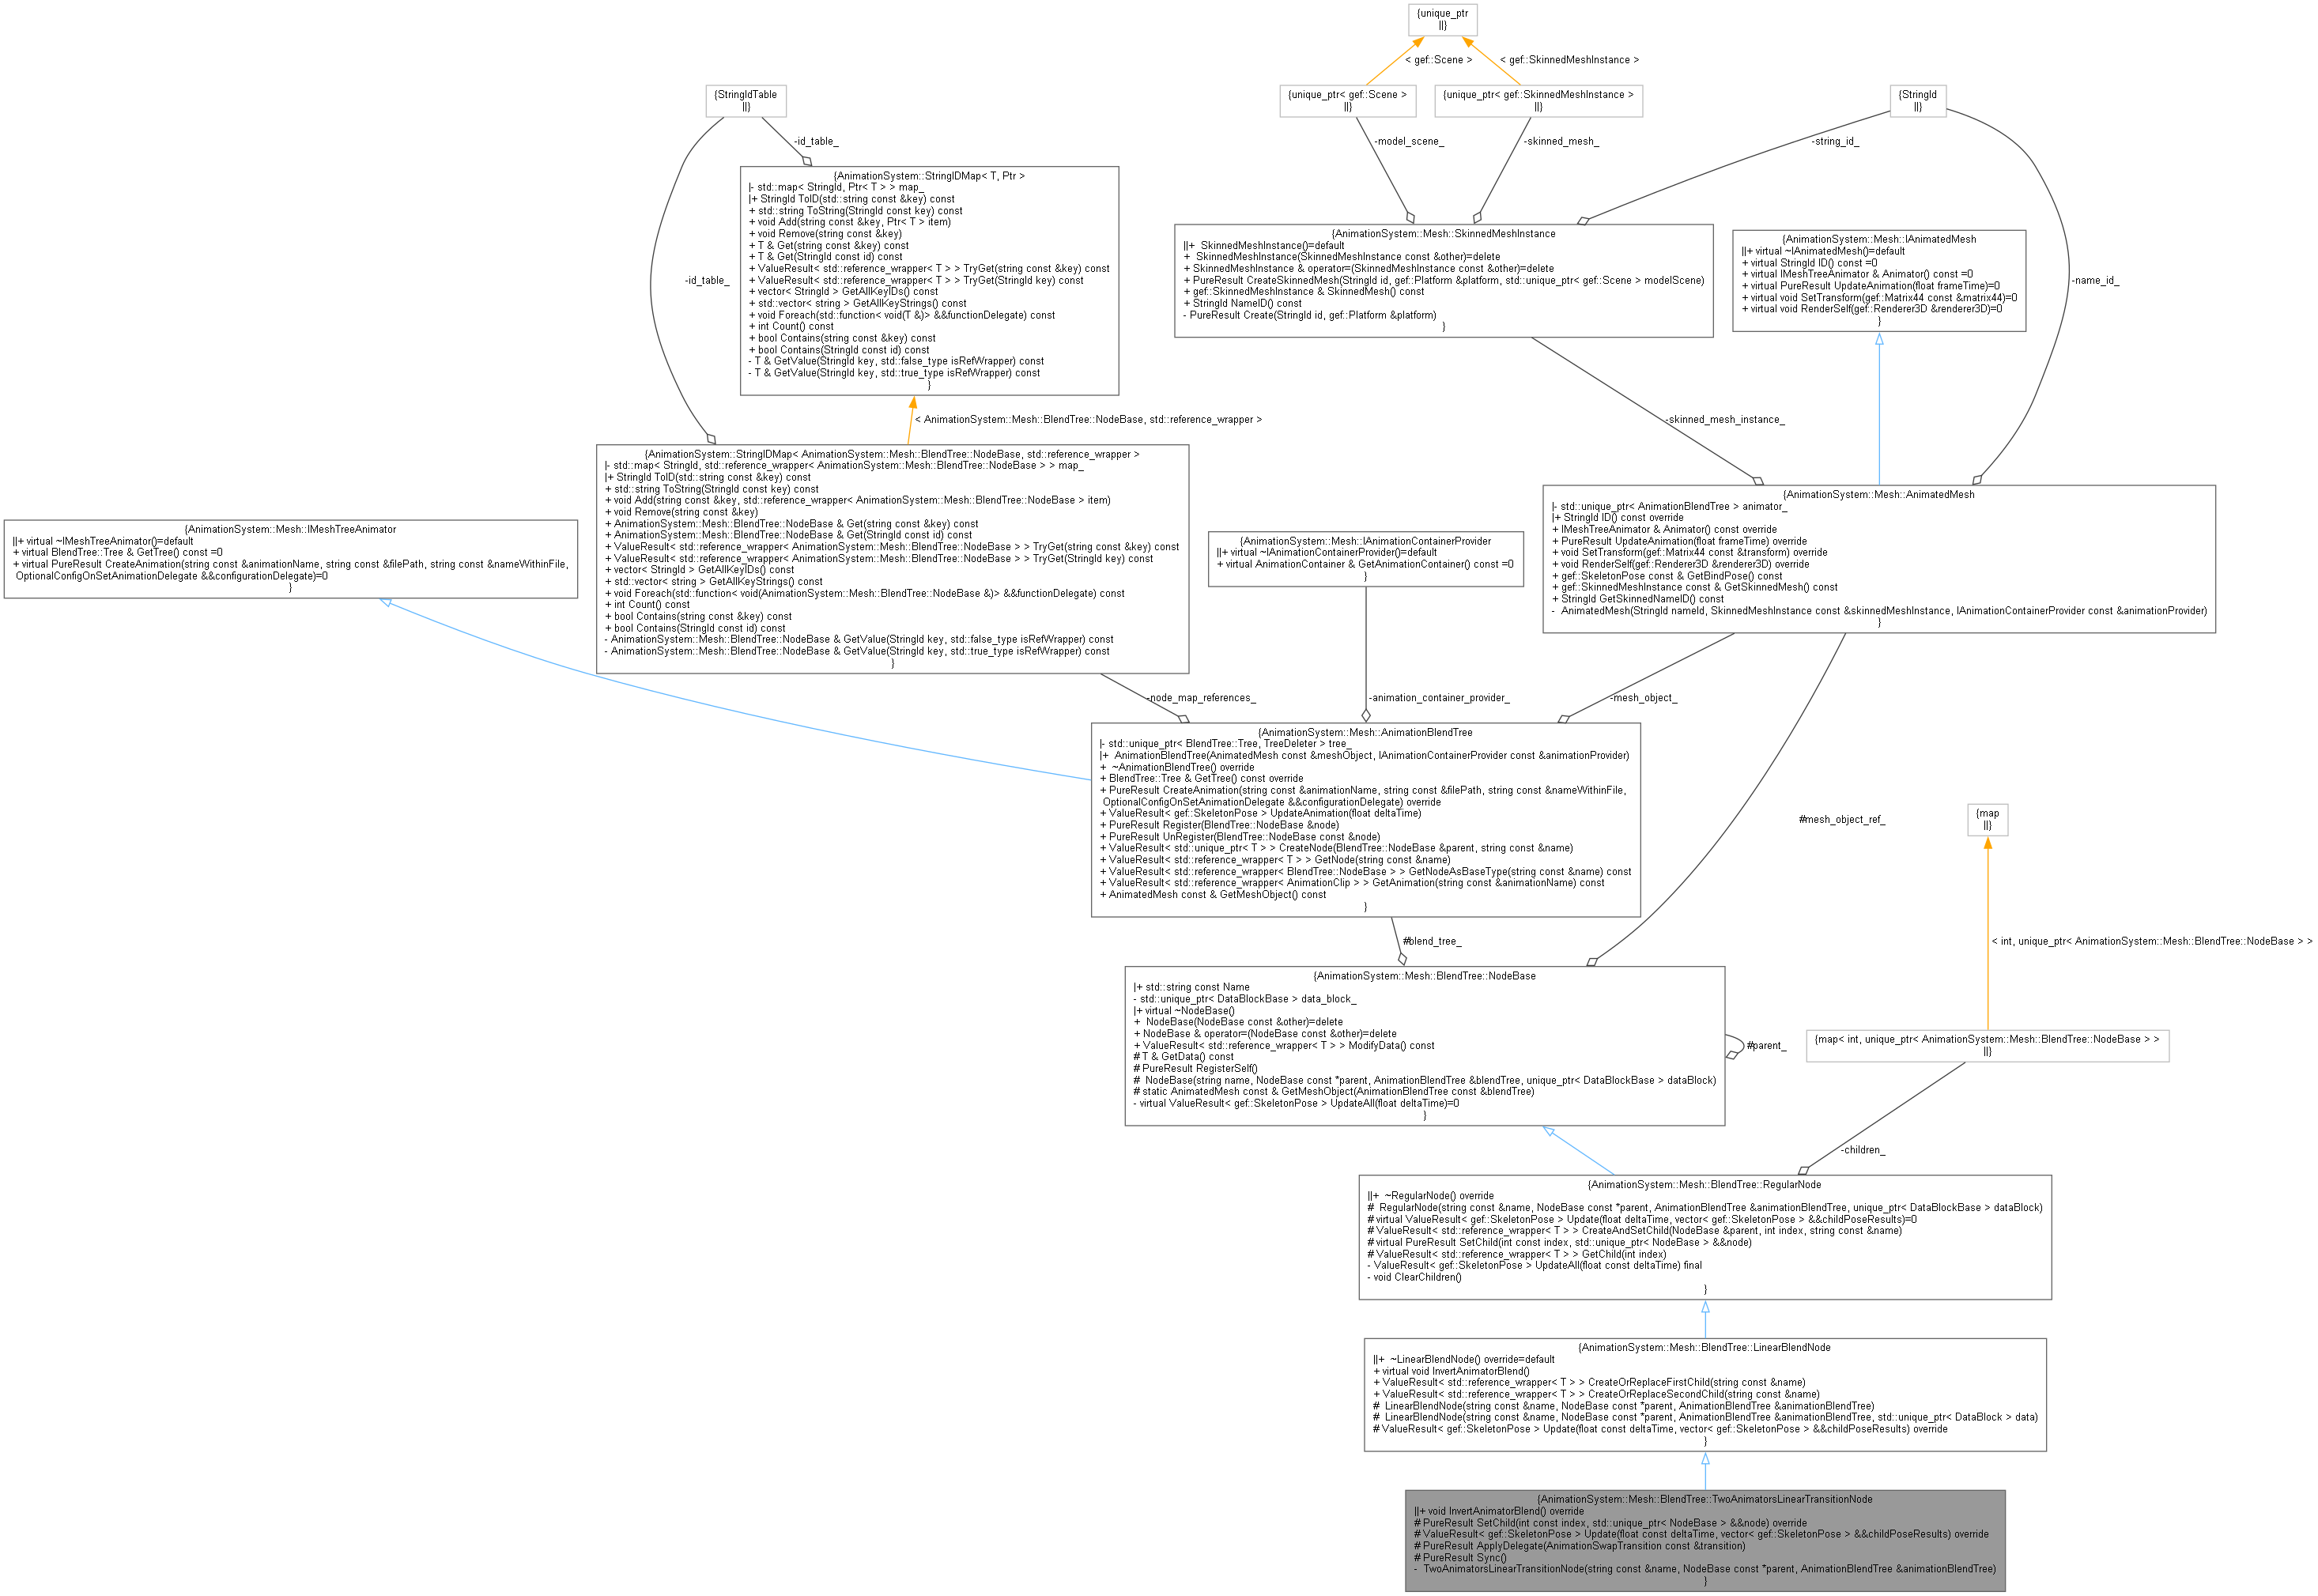 {unique_ptr
||}
< gef::Scene >
< gef::SkinnedMeshInstance >
{StringIdTable
||}
{unique_ptr< gef::Scene >
||}
{unique_ptr< gef::SkinnedMeshInstance >
||}
{StringId
||}
-id_table_
-model_scene_
-skinned_mesh_
-string_id_
{AnimationSystem::StringIDMap< T, Ptr >
|- std::map< StringId, Ptr< T > > map_
|+ StringId ToID(std::string const &key) const
+ std::string ToString(StringId const key) const
+ void Add(string const &key, Ptr< T > item)
+ void Remove(string const &key)
+ T & Get(string const &key) const
+ T & Get(StringId const id) const
+ ValueResult< std::reference_wrapper< T > > TryGet(string const &key) const
+ ValueResult< std::reference_wrapper< T > > TryGet(StringId key) const
+ vector< StringId > GetAllKeyIDs() const
+ std::vector< string > GetAllKeyStrings() const
+ void Foreach(std::function< void(T &)> &&functionDelegate) const
+ int Count() const
+ bool Contains(string const &key) const
+ bool Contains(StringId const id) const
- T & GetValue(StringId key, std::false_type isRefWrapper) const
- T & GetValue(StringId key, std::true_type isRefWrapper) const
}
{AnimationSystem::Mesh::SkinnedMeshInstance
||+  SkinnedMeshInstance()=default
+  SkinnedMeshInstance(SkinnedMeshInstance const &other)=delete
+ SkinnedMeshInstance & operator=(SkinnedMeshInstance const &other)=delete
+ PureResult CreateSkinnedMesh(StringId id, gef::Platform &platform, std::unique_ptr< gef::Scene > modelScene)
+ gef::SkinnedMeshInstance & SkinnedMesh() const
+ StringId NameID() const
- PureResult Create(StringId id, gef::Platform &platform)
}
{AnimationSystem::Mesh::IAnimatedMesh
||+ virtual ~IAnimatedMesh()=default
+ virtual StringId ID() const =0
+ virtual IMeshTreeAnimator & Animator() const =0
+ virtual PureResult UpdateAnimation(float frameTime)=0
+ virtual void SetTransform(gef::Matrix44 const &matrix44)=0
+ virtual void RenderSelf(gef::Renderer3D &renderer3D)=0
}
-id_table_
-name_id_
< AnimationSystem::Mesh::BlendTree::NodeBase, std::reference_wrapper >
-skinned_mesh_instance_
{AnimationSystem::StringIDMap< AnimationSystem::Mesh::BlendTree::NodeBase, std::reference_wrapper >
|- std::map< StringId, std::reference_wrapper< AnimationSystem::Mesh::BlendTree::NodeBase > > map_
|+ StringId ToID(std::string const &key) const
+ std::string ToString(StringId const key) const
+ void Add(string const &key, std::reference_wrapper< AnimationSystem::Mesh::BlendTree::NodeBase > item)
+ void Remove(string const &key)
+ AnimationSystem::Mesh::BlendTree::NodeBase & Get(string const &key) const
+ AnimationSystem::Mesh::BlendTree::NodeBase & Get(StringId const id) const
+ ValueResult< std::reference_wrapper< AnimationSystem::Mesh::BlendTree::NodeBase > > TryGet(string const &key) const
+ ValueResult< std::reference_wrapper< AnimationSystem::Mesh::BlendTree::NodeBase > > TryGet(StringId key) const
+ vector< StringId > GetAllKeyIDs() const
+ std::vector< string > GetAllKeyStrings() const
+ void Foreach(std::function< void(AnimationSystem::Mesh::BlendTree::NodeBase &)> &&functionDelegate) const
+ int Count() const
+ bool Contains(string const &key) const
+ bool Contains(StringId const id) const
- AnimationSystem::Mesh::BlendTree::NodeBase & GetValue(StringId key, std::false_type isRefWrapper) const
- AnimationSystem::Mesh::BlendTree::NodeBase & GetValue(StringId key, std::true_type isRefWrapper) const
}
{AnimationSystem::Mesh::AnimatedMesh
|- std::unique_ptr< AnimationBlendTree > animator_
|+ StringId ID() const override
+ IMeshTreeAnimator & Animator() const override
+ PureResult UpdateAnimation(float frameTime) override
+ void SetTransform(gef::Matrix44 const &transform) override
+ void RenderSelf(gef::Renderer3D &renderer3D) override
+ gef::SkeletonPose const & GetBindPose() const
+ gef::SkinnedMeshInstance const & GetSkinnedMesh() const
+ StringId GetSkinnedNameID() const
-  AnimatedMesh(StringId nameId, SkinnedMeshInstance const &skinnedMeshInstance, IAnimationContainerProvider const &animationProvider)
}
{AnimationSystem::Mesh::IMeshTreeAnimator
||+ virtual ~IMeshTreeAnimator()=default
+ virtual BlendTree::Tree & GetTree() const =0
+ virtual PureResult CreateAnimation(string const &animationName, string const &filePath, string const &nameWithinFile,
OptionalConfigOnSetAnimationDelegate &&configurationDelegate)=0
}
{AnimationSystem::Mesh::IAnimationContainerProvider
||+ virtual ~IAnimationContainerProvider()=default
+ virtual AnimationContainer & GetAnimationContainer() const =0
}
-node_map_references_
-animation_container_provider_
-mesh_object_
{AnimationSystem::Mesh::AnimationBlendTree
|- std::unique_ptr< BlendTree::Tree, TreeDeleter > tree_
|+  AnimationBlendTree(AnimatedMesh const &meshObject, IAnimationContainerProvider const &animationProvider)
+  ~AnimationBlendTree() override
+ BlendTree::Tree & GetTree() const override
+ PureResult CreateAnimation(string const &animationName, string const &filePath, string const &nameWithinFile,
OptionalConfigOnSetAnimationDelegate &&configurationDelegate) override
+ ValueResult< gef::SkeletonPose > UpdateAnimation(float deltaTime)
+ PureResult Register(BlendTree::NodeBase &node)
+ PureResult UnRegister(BlendTree::NodeBase const &node)
+ ValueResult< std::unique_ptr< T > > CreateNode(BlendTree::NodeBase &parent, string const &name)
+ ValueResult< std::reference_wrapper< T > > GetNode(string const &name)
+ ValueResult< std::reference_wrapper< BlendTree::NodeBase > > GetNodeAsBaseType(string const &name) const
+ ValueResult< std::reference_wrapper< AnimationClip > > GetAnimation(string const &animationName) const
+ AnimatedMesh const & GetMeshObject() const
}
#mesh_object_ref_
{map
||}
#blend_tree_
< int, unique_ptr< AnimationSystem::Mesh::BlendTree::NodeBase > >
{AnimationSystem::Mesh::BlendTree::NodeBase
|+ std::string const Name
- std::unique_ptr< DataBlockBase > data_block_
|+ virtual ~NodeBase()
+  NodeBase(NodeBase const &other)=delete
+ NodeBase & operator=(NodeBase const &other)=delete
+ ValueResult< std::reference_wrapper< T > > ModifyData() const
# T & GetData() const
# PureResult RegisterSelf()
#  NodeBase(string name, NodeBase const *parent, AnimationBlendTree &blendTree, unique_ptr< DataBlockBase > dataBlock)
# static AnimatedMesh const & GetMeshObject(AnimationBlendTree const &blendTree)
- virtual ValueResult< gef::SkeletonPose > UpdateAll(float deltaTime)=0
}
#parent_
{map< int, unique_ptr< AnimationSystem::Mesh::BlendTree::NodeBase > >
||}
-children_
{AnimationSystem::Mesh::BlendTree::RegularNode
||+  ~RegularNode() override
#  RegularNode(string const &name, NodeBase const *parent, AnimationBlendTree &animationBlendTree, unique_ptr< DataBlockBase > dataBlock)
# virtual ValueResult< gef::SkeletonPose > Update(float deltaTime, vector< gef::SkeletonPose > &&childPoseResults)=0
# ValueResult< std::reference_wrapper< T > > CreateAndSetChild(NodeBase &parent, int index, string const &name)
# virtual PureResult SetChild(int const index, std::unique_ptr< NodeBase > &&node)
# ValueResult< std::reference_wrapper< T > > GetChild(int index)
- ValueResult< gef::SkeletonPose > UpdateAll(float const deltaTime) final
- void ClearChildren()
}
{AnimationSystem::Mesh::BlendTree::LinearBlendNode
||+  ~LinearBlendNode() override=default
+ virtual void InvertAnimatorBlend()
+ ValueResult< std::reference_wrapper< T > > CreateOrReplaceFirstChild(string const &name)
+ ValueResult< std::reference_wrapper< T > > CreateOrReplaceSecondChild(string const &name)
#  LinearBlendNode(string const &name, NodeBase const *parent, AnimationBlendTree &animationBlendTree)
#  LinearBlendNode(string const &name, NodeBase const *parent, AnimationBlendTree &animationBlendTree, std::unique_ptr< DataBlock > data)
# ValueResult< gef::SkeletonPose > Update(float const deltaTime, vector< gef::SkeletonPose > &&childPoseResults) override
}
{AnimationSystem::Mesh::BlendTree::TwoAnimatorsLinearTransitionNode
||+ void InvertAnimatorBlend() override
# PureResult SetChild(int const index, std::unique_ptr< NodeBase > &&node) override
# ValueResult< gef::SkeletonPose > Update(float const deltaTime, vector< gef::SkeletonPose > &&childPoseResults) override
# PureResult ApplyDelegate(AnimationSwapTransition const &transition)
# PureResult Sync()
-  TwoAnimatorsLinearTransitionNode(string const &name, NodeBase const *parent, AnimationBlendTree &animationBlendTree)
}